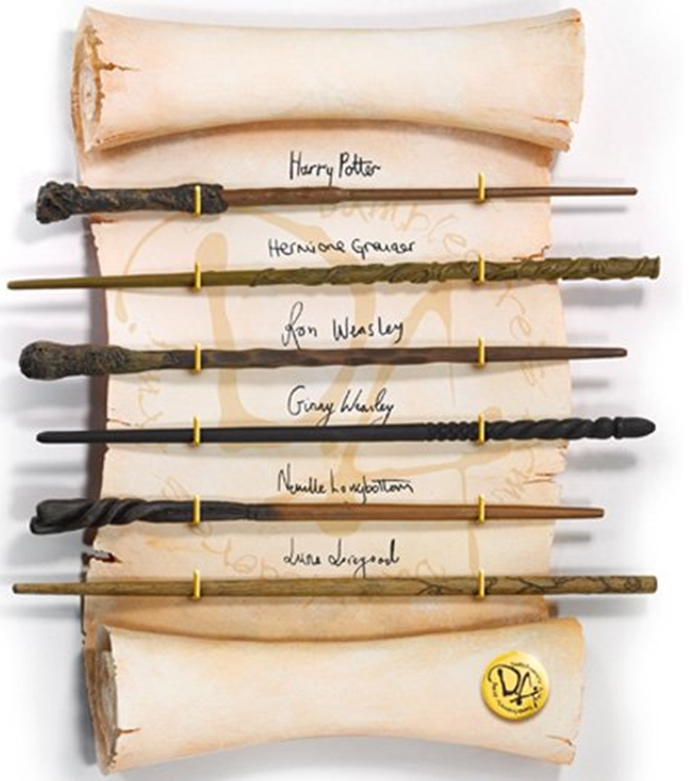 Harry Potter
Hermione Granger
Ron Weasley
Ginny Weasley
Neville Longbottom
Luna Lovegood
DA